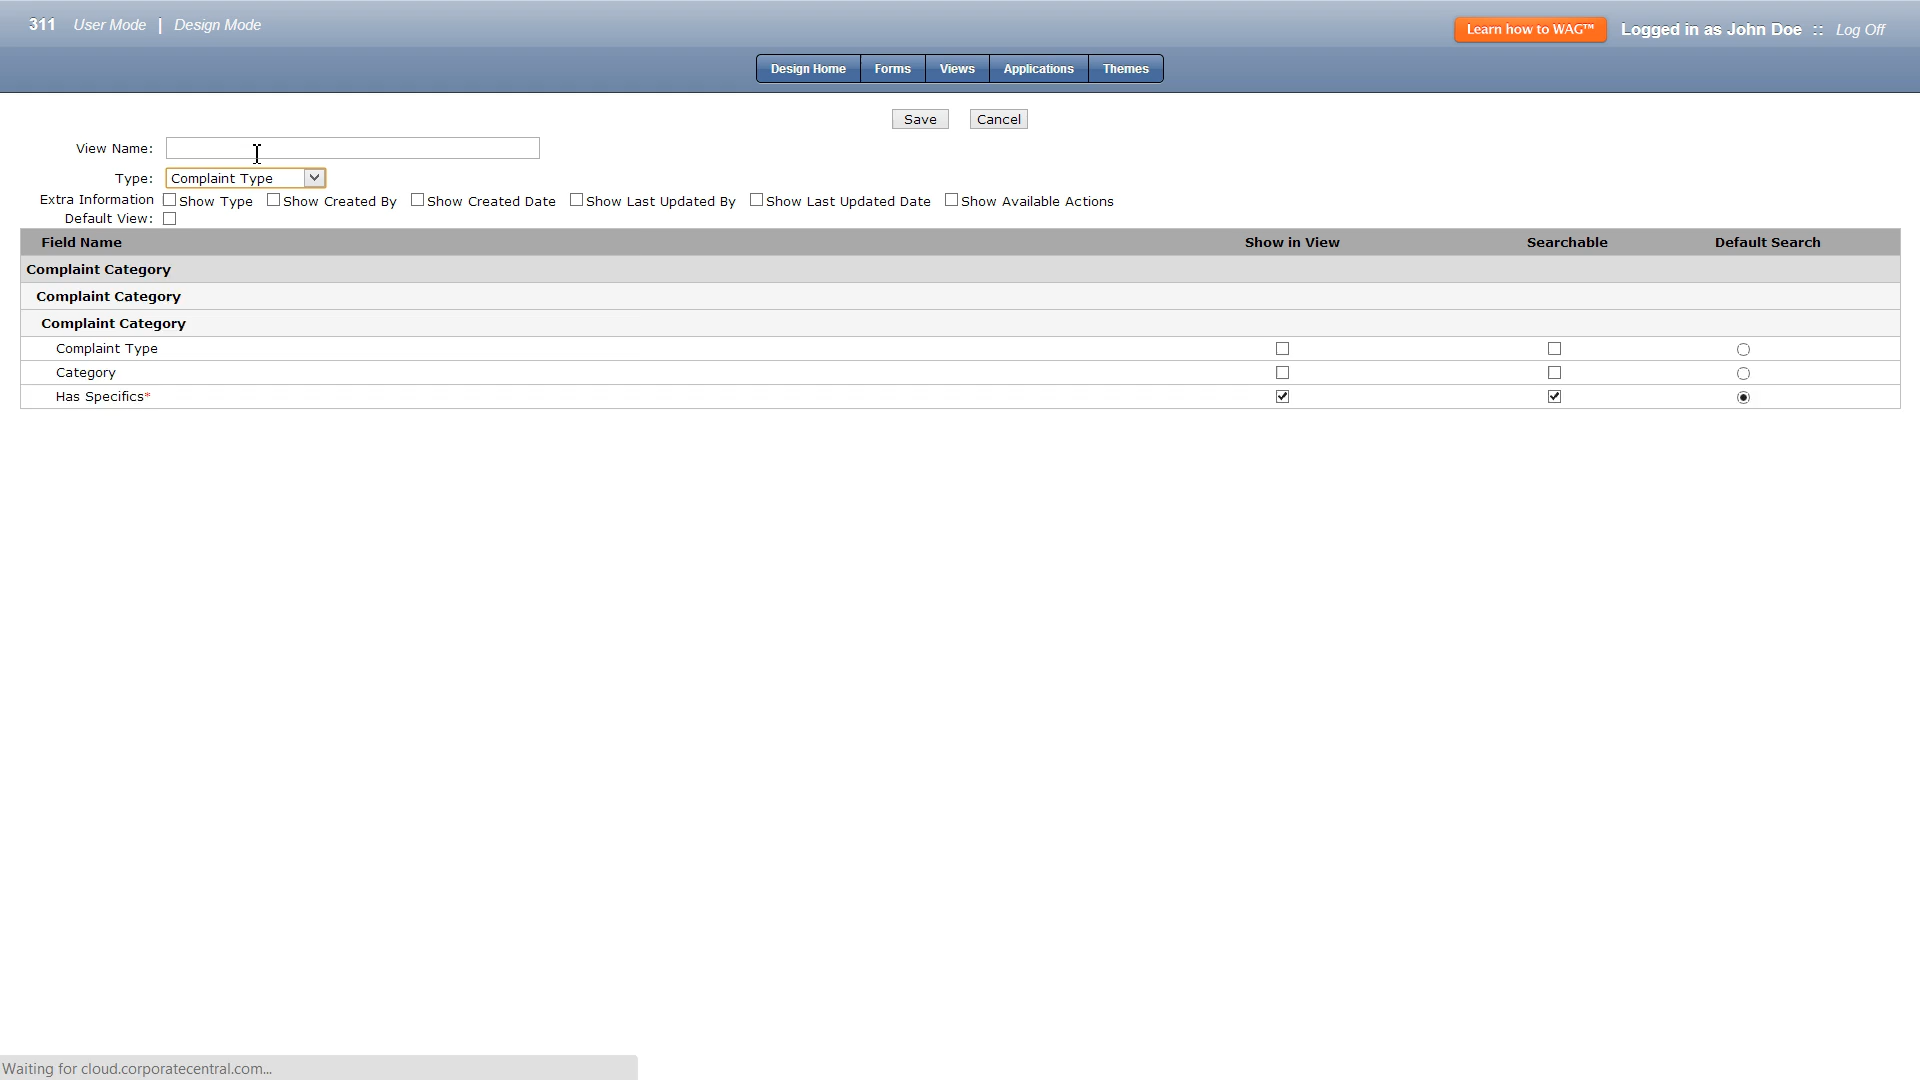 311 User Mode | Design Mode
Learn how to WAG™ Logged in as John Doe :: Log Off
Design Home Forms Views Applications Themes
Save Cancel
View Name:
Type: Complaint Type
Extra Information Show Type Show Created By Show Created Date Show Last Updated By Show Last Updated Date Show Available Actions
Default View:
Field Name Show in View Searchable Default Search
Complaint Category
Complaint Category
Complaint Category
Complaint Type
Category
Has Specifics*
Waiting for cloud.corporatecentral.com...